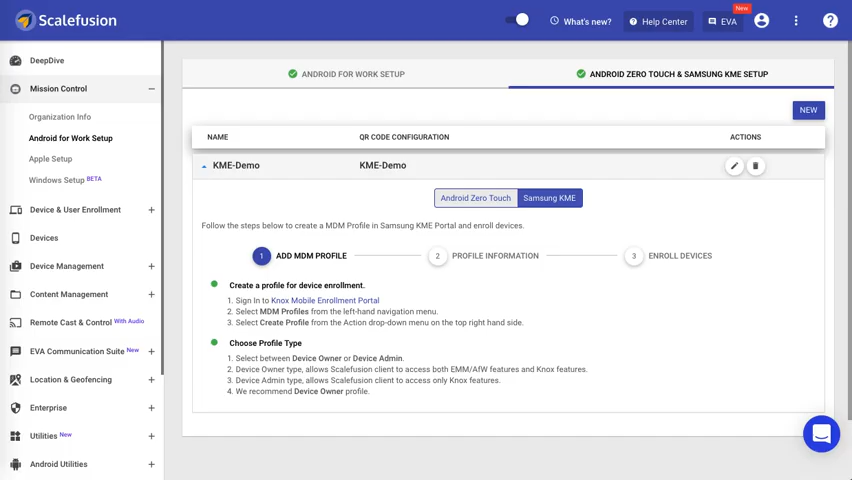 Scalefusion
What's new?
Help Center
EVA
New
DeepDive
Mission Control
Organization Info
Android for Work Setup
Apple Setup
Windows Setup BETA
Device & User Enrollment
Devices
Device Management
Content Management
Remote Cast & Control With Audio
EVA Communication Suite New
Location & Geofencing
Enterprise
Utilities New
Android Utilities
ANDROID FOR WORK SETUP
ANDROID ZERO TOUCH & SAMSUNG KME SETUP
NEW
NAME QR CODE CONFIGURATION ACTIONS
KME-Demo KME-Demo
Android Zero Touch Samsung KME
Follow the steps below to create a MDM Profile in Samsung KME Portal and enroll devices.
1 ADD MDM PROFILE 2 PROFILE INFORMATION 3 ENROLL DEVICES
Create a profile for device enrollment.
1. Sign In to Knox Mobile Enrollment Portal
2. Select MDM Profiles from the left-hand navigation menu.
3. Select Create Profile from the Action drop-down menu on the top right hand side.
Choose Profile Type
1. Select between Device Owner or Device Admin.
2. Device Owner type, allows Scalefusion client to access both EMM/AfW features and Knox features.
3. Device Admin type, allows Scalefusion client to access only Knox features.
4. We recommend Device Owner profile.